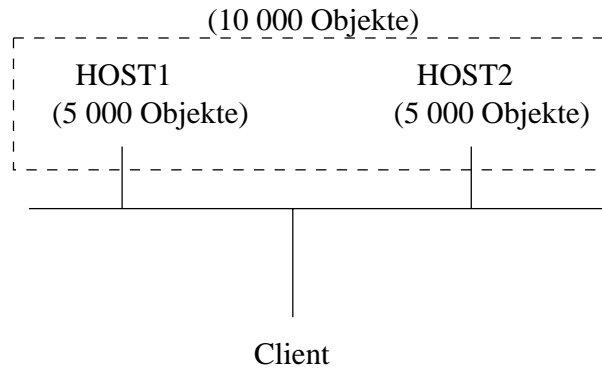 (10 000 Objekte)
HOST1
(5 000 Objekte)
HOST2
(5 000 Objekte)
Client